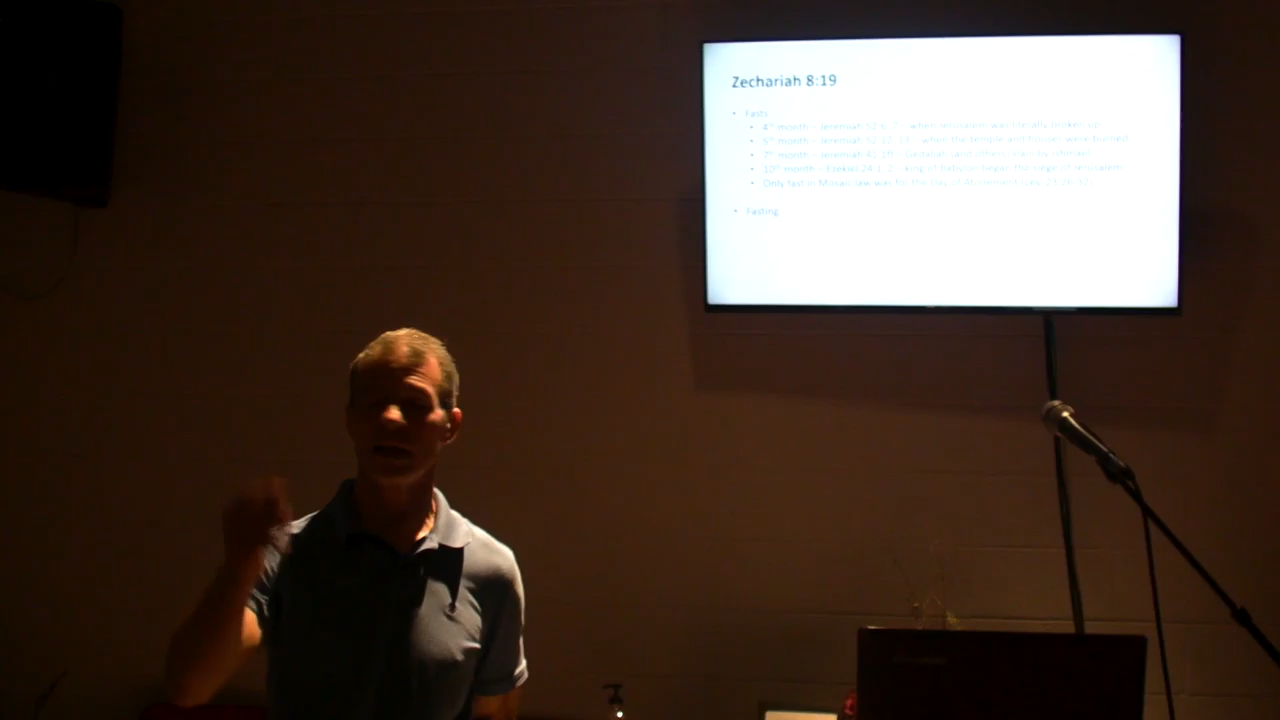 Zechariah 8:19
• Fasts
• 4th month – Jeremiah 52:6-7 – when Jerusalem was literally broken up
• 5th month – Jeremiah 52:12-13 – when the temple and houses were burned
• 7th month – Jeremiah 41:1ff – Gedaliah (and others) slain by Ishmael
• 10th month – Ezekiel 24:1-2 – king of Babylon began the siege of Jerusalem
• Only fast in Mosaic law was for the Day of Atonement (Lev. 23:26-32)
• Fasting